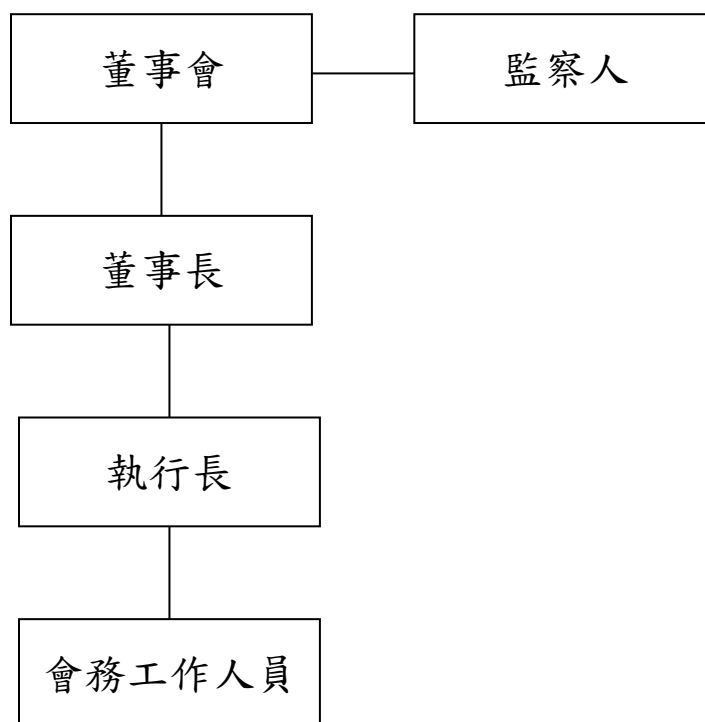 董事會
監察人
董事長
執行長
會務工作人員